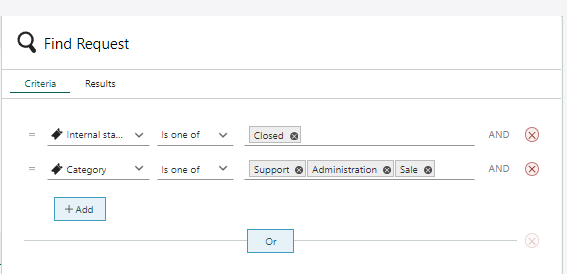 Find Request
Criteria Results
= Internal sta... Is one of Closed AND
= Category Is one of Support Administration Sale AND
+ Add
Or